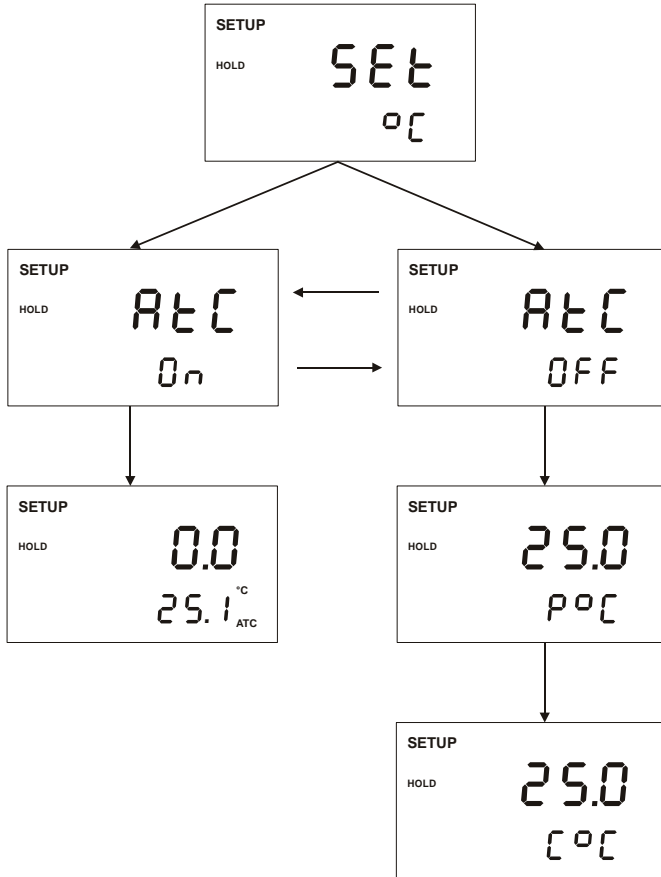 SETUP
HOLD SEt
°C
SETUP
HOLD AtC
On
SETUP
HOLD AtC
OFF
SETUP
HOLD 0.0
25.1 °C ATC
SETUP
HOLD 25.0
P°C
SETUP
HOLD 25.0
C°C